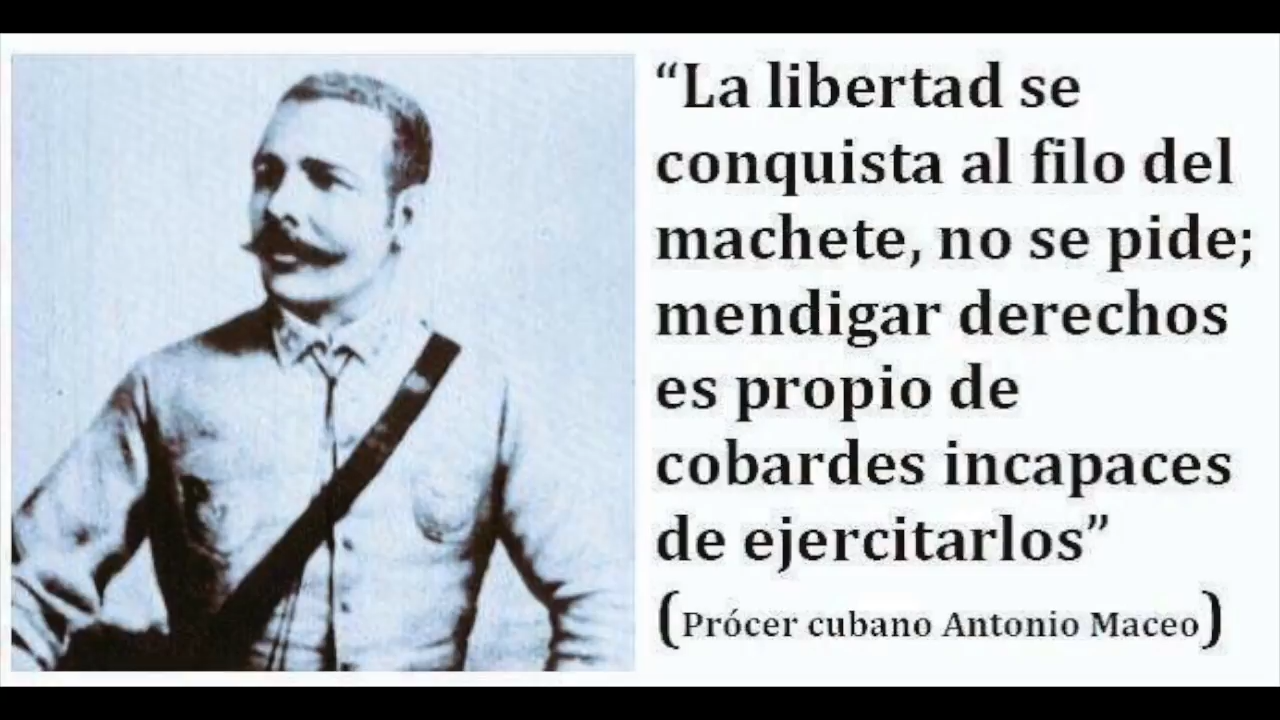 “La libertad se
conquista al filo del
machete, no se pide;
mendigar derechos
es propio de
cobardes incapaces
de ejercitarlos”
(Prócer cubano Antonio Maceo)